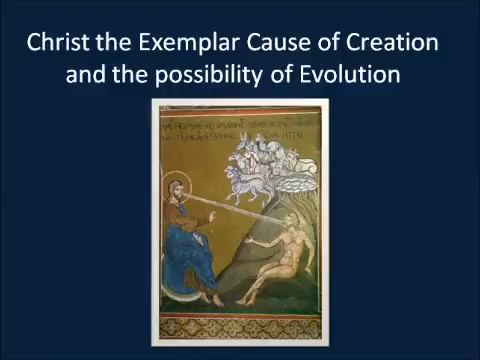 Christ the Exemplar Cause of Creation
and the possibility of Evolution